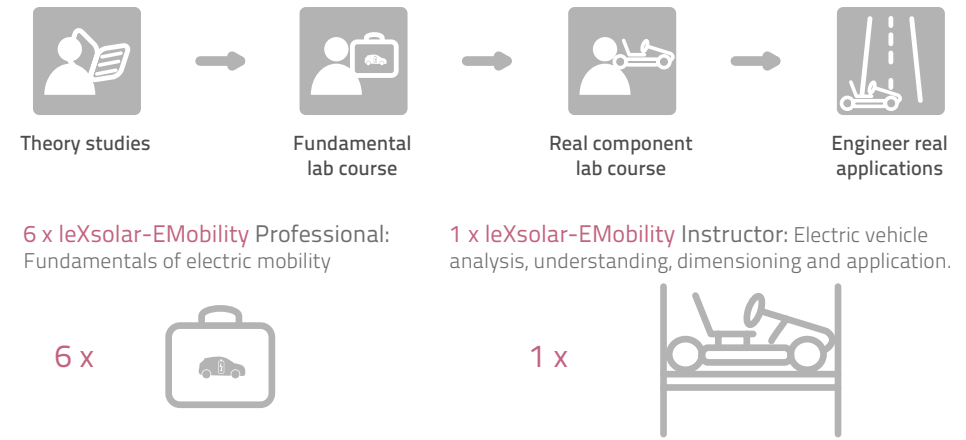 Theory studies
Fundamental
lab course
Real component
lab course
Engineer real
applications
6 x leXsolar-EMobility Professional:
Fundamentals of electric mobility
1 x leXsolar-EMobility Instructor: Electric vehicle
analysis, understanding, dimensioning and application.
6 x
1 x